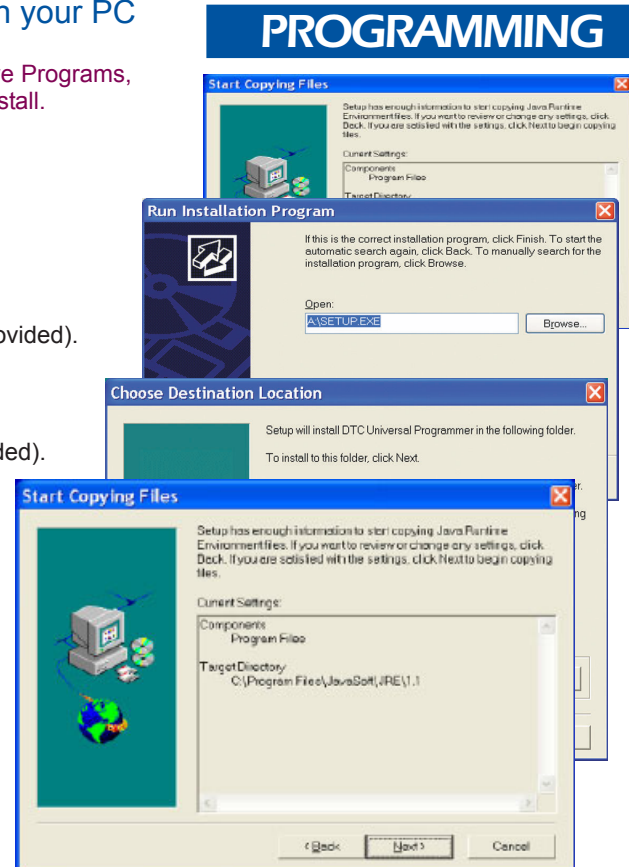 n your PC
PROGRAMMING
e Programs,
stall.
Start Copying Files
Setup has enough information to start copying Java Runtime
Environment files. If you want to review or change any settings, click
Back. If you are satisfied with the settings, click Next to begin copying
files.
Current Settings:
Components
Program Files
Target Directory
Run Installation Program
If this is the correct installation program, click Finish. To start the
automatic search again, click Back. To manually search for the
installation program, click Browse.
Open:
A:\SETUP.EXE
Browse...
ovided).
Choose Destination Location
Setup will install DTC Universal Programmer in the following folder.
To install to this folder, click Next.
ded).
er.
ng
Start Copying Files
Setup has enough information to start copying Java Runtime
Environment files. If you want to review or change any settings, click
Back. If you are satisfied with the settings, click Next to begin copying
files.
Current Settings:
Components
Program Files
Target Directory
C:\Program Files\JavaSoft\JRE\1.1
< Back
Next >
Cancel